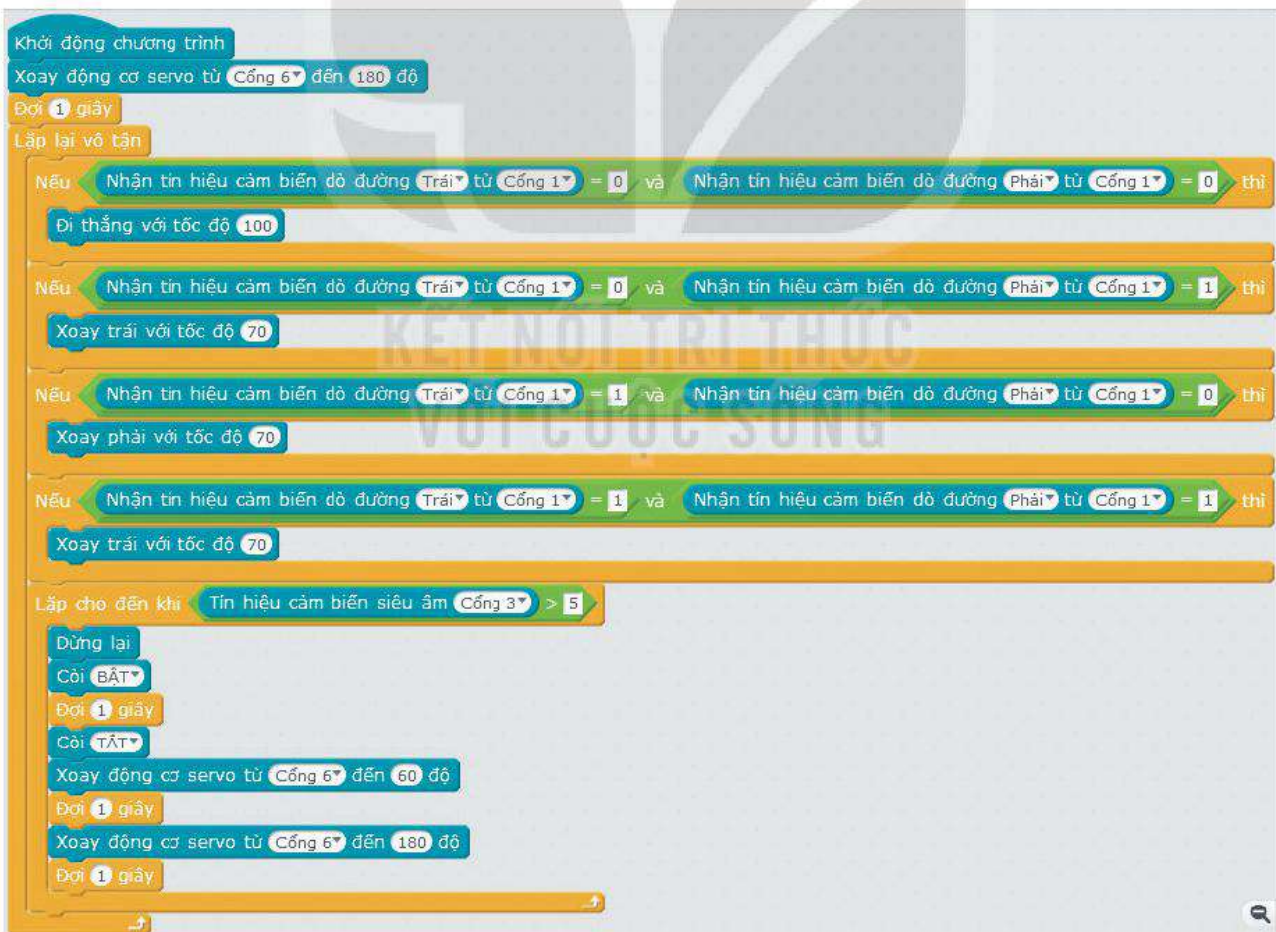 Khởi động chương trình
Xoay động cơ servo từ Cổng 6 đến 180 độ
Đợi 1 giây
Lặp lại vô tận
Nếu Nhận tín hiệu cảm biến dò đường Trái từ Cổng 1 = 0 và Nhận tín hiệu cảm biến dò đường Phải từ Cổng 1 = 0 thì
Đi thẳng với tốc độ 100
Nếu Nhận tín hiệu cảm biến dò đường Trái từ Cổng 1 = 0 và Nhận tín hiệu cảm biến dò đường Phải từ Cổng 1 = 1 thì
Xoay trái với tốc độ 70
KẾT NỐI TRI THỨC
Nếu Nhận tín hiệu cảm biến dò đường Trái từ Cổng 1 = 1 và Nhận tín hiệu cảm biến dò đường Phải từ Cổng 1 = 0 thì
Xoay phải với tốc độ 70
VỚI CUỘC SỐNG
Nếu Nhận tín hiệu cảm biến dò đường Trái từ Cổng 1 = 1 và Nhận tín hiệu cảm biến dò đường Phải từ Cổng 1 = 1 thì
Xoay trái với tốc độ 70
Lặp cho đến khi Tín hiệu cảm biến siêu âm Cổng 3 > 5
Dừng lại
Còi BẬT
Đợi 1 giây
Còi TẮT
Xoay động cơ servo từ Cổng 6 đến 60 độ
Đợi 1 giây
Xoay động cơ servo từ Cổng 6 đến 180 độ
Đợi 1 giây